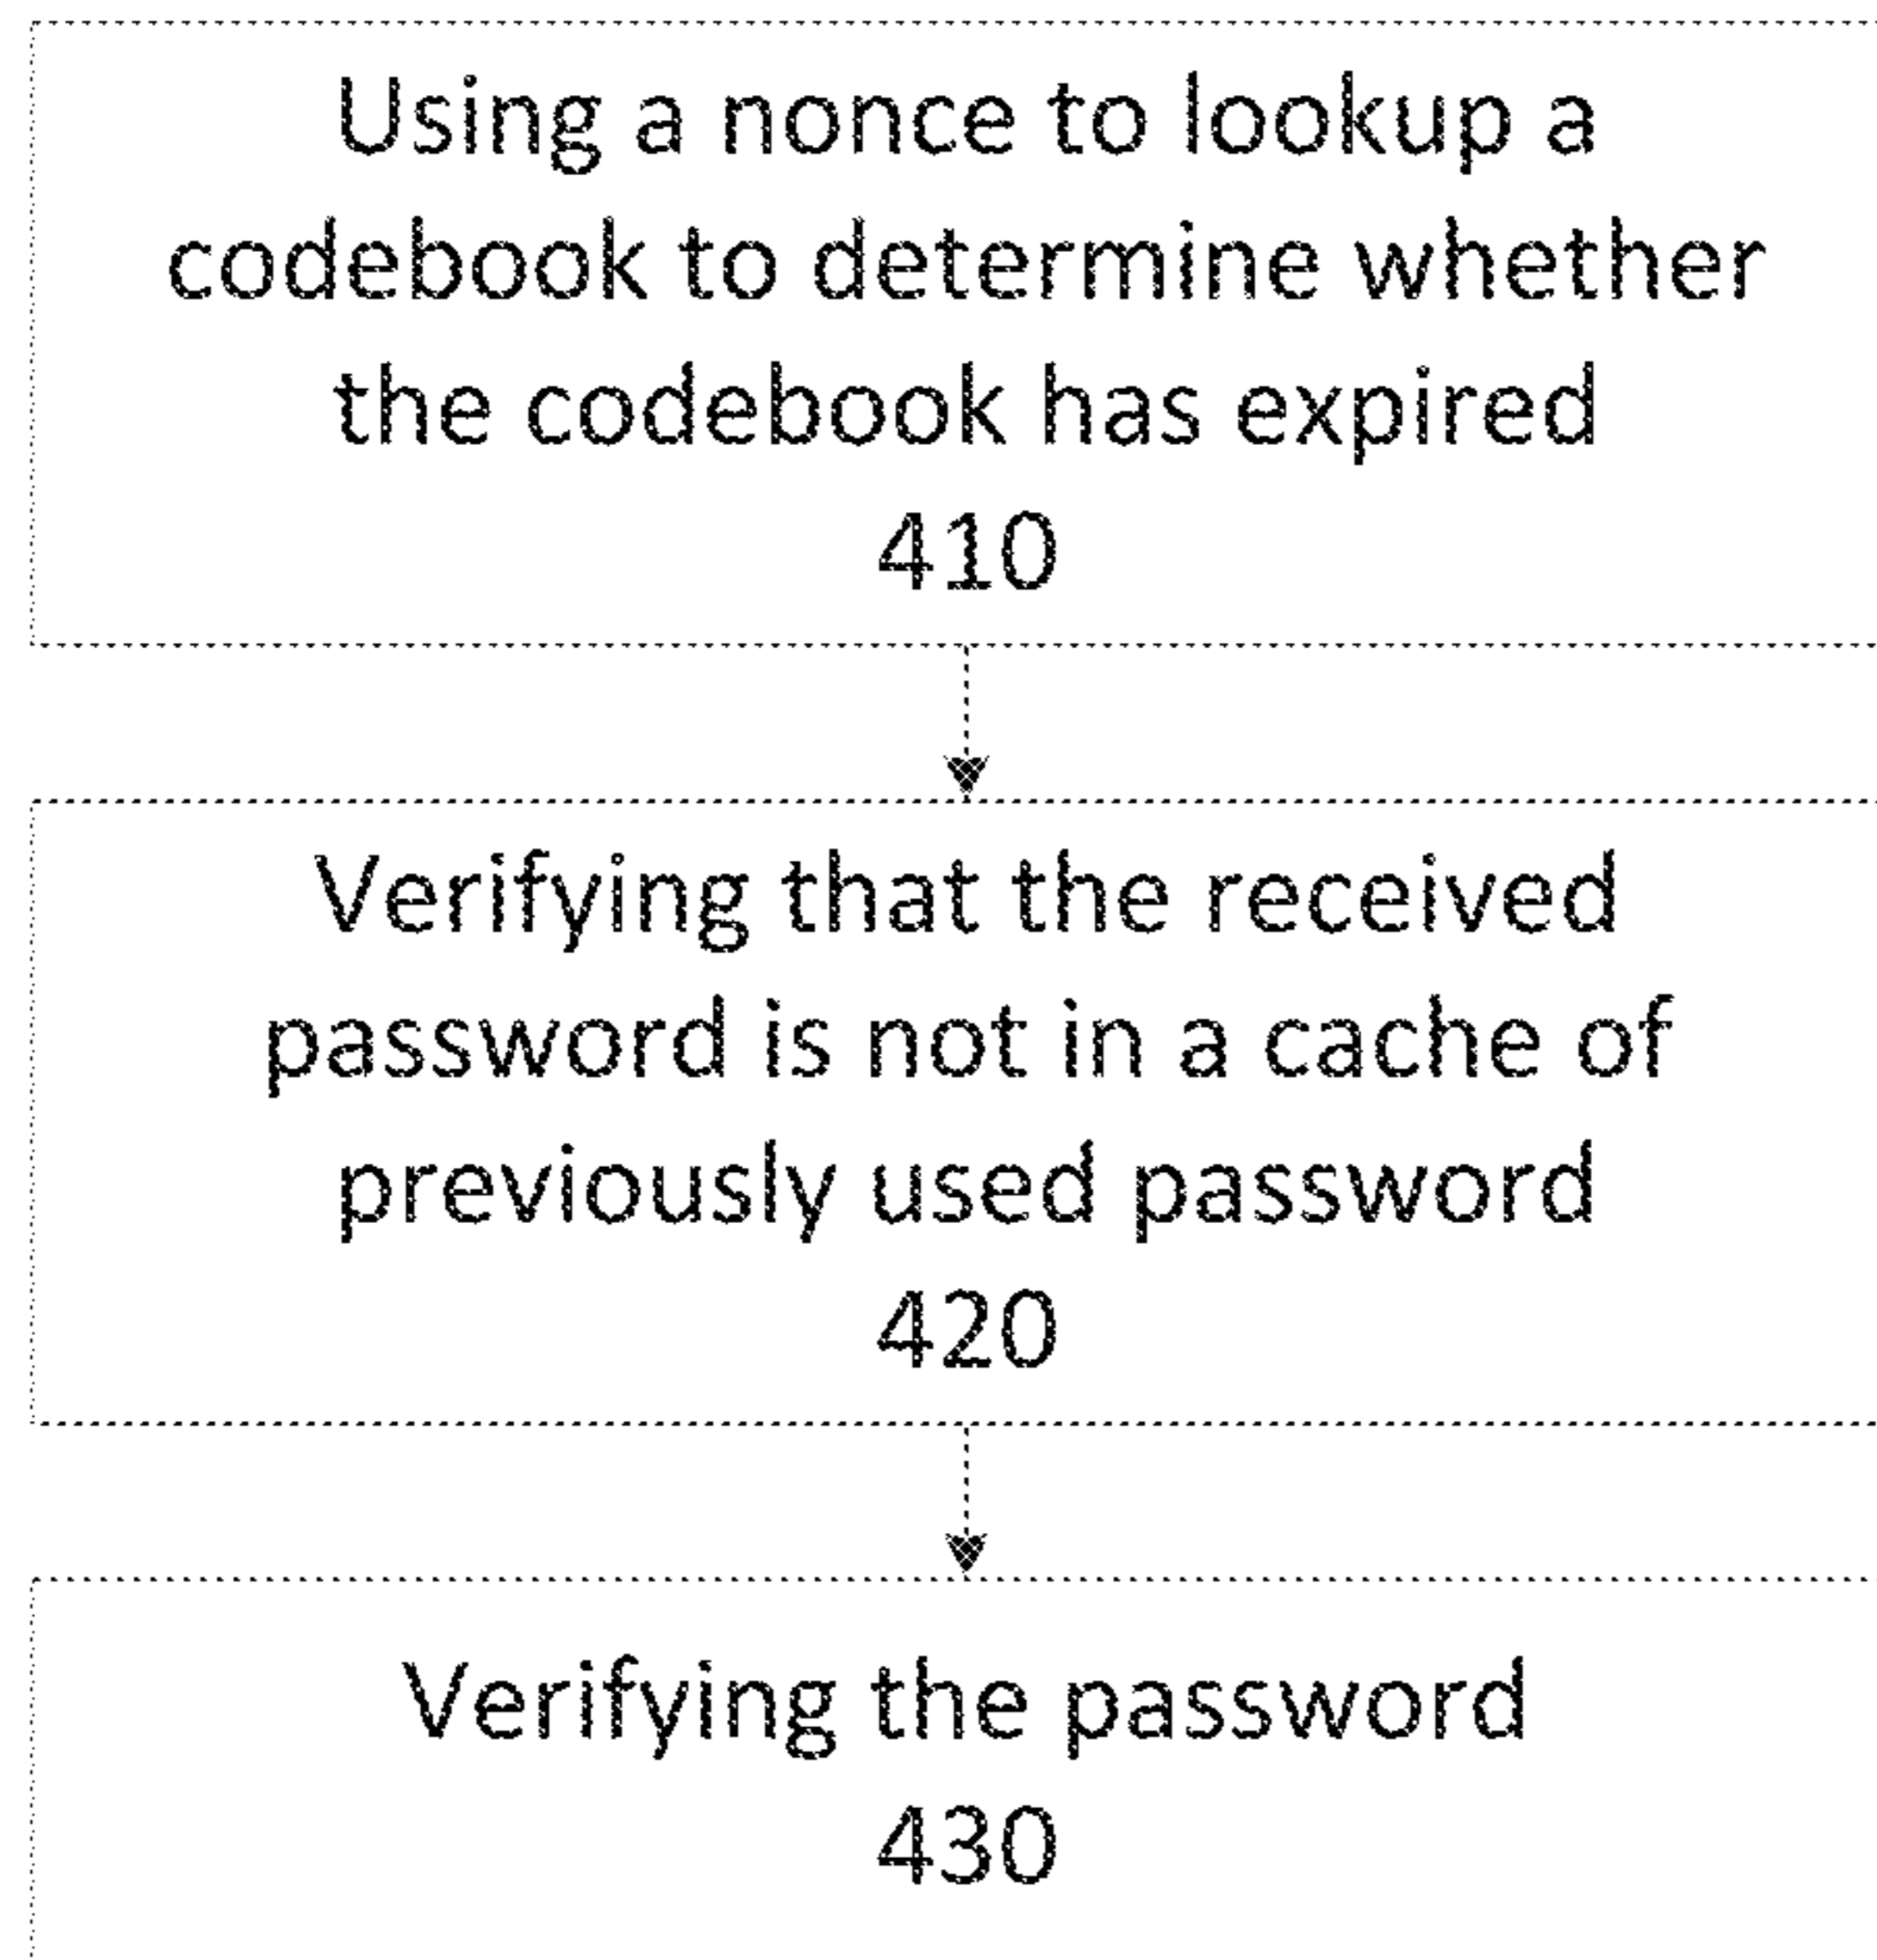 Using a nonce to lookup a
codebook to determine whether
the codebook has expired
410
Verifying that the received
password is not in a cache of
previously used password
420
Verifying the password
430